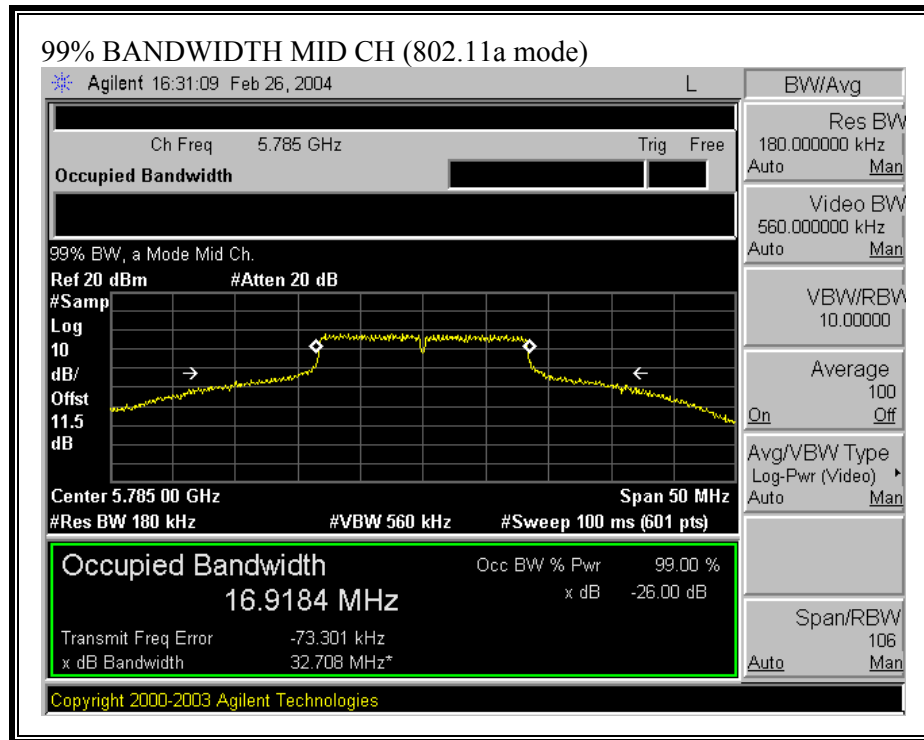 99% BANDWIDTH MID CH (802.11a mode)
Agilent 16:31:09 Feb 26, 2004 L
Ch Freq 5.785 GHz Trig Free
Occupied Bandwidth
99% BW, a Mode Mid Ch.
Ref 20 dBm #Atten 20 dB
#Samp
Log
10
dB/
Offst
11.5
dB
Center 5.785 00 GHz Span 50 MHz
#Res BW 180 kHz #VBW 560 kHz #Sweep 100 ms (601 pts)
Occupied Bandwidth
16.9184 MHz
Occ BW % Pwr 99.00 %
x dB -26.00 dB
Transmit Freq Error -73.301 kHz
x dB Bandwidth 32.708 MHz*
Copyright 2000-2003 Agilent Technologies
BW/Avg
Res BW
180.000000 kHz
Auto Man
Video BW
560.000000 kHz
Auto Man
VBW/RBW
10.00000
Average
100
On Off
Avg/VBW Type
Log-Pwr (Video)
Auto Man
Span/RBW
106
Auto Man